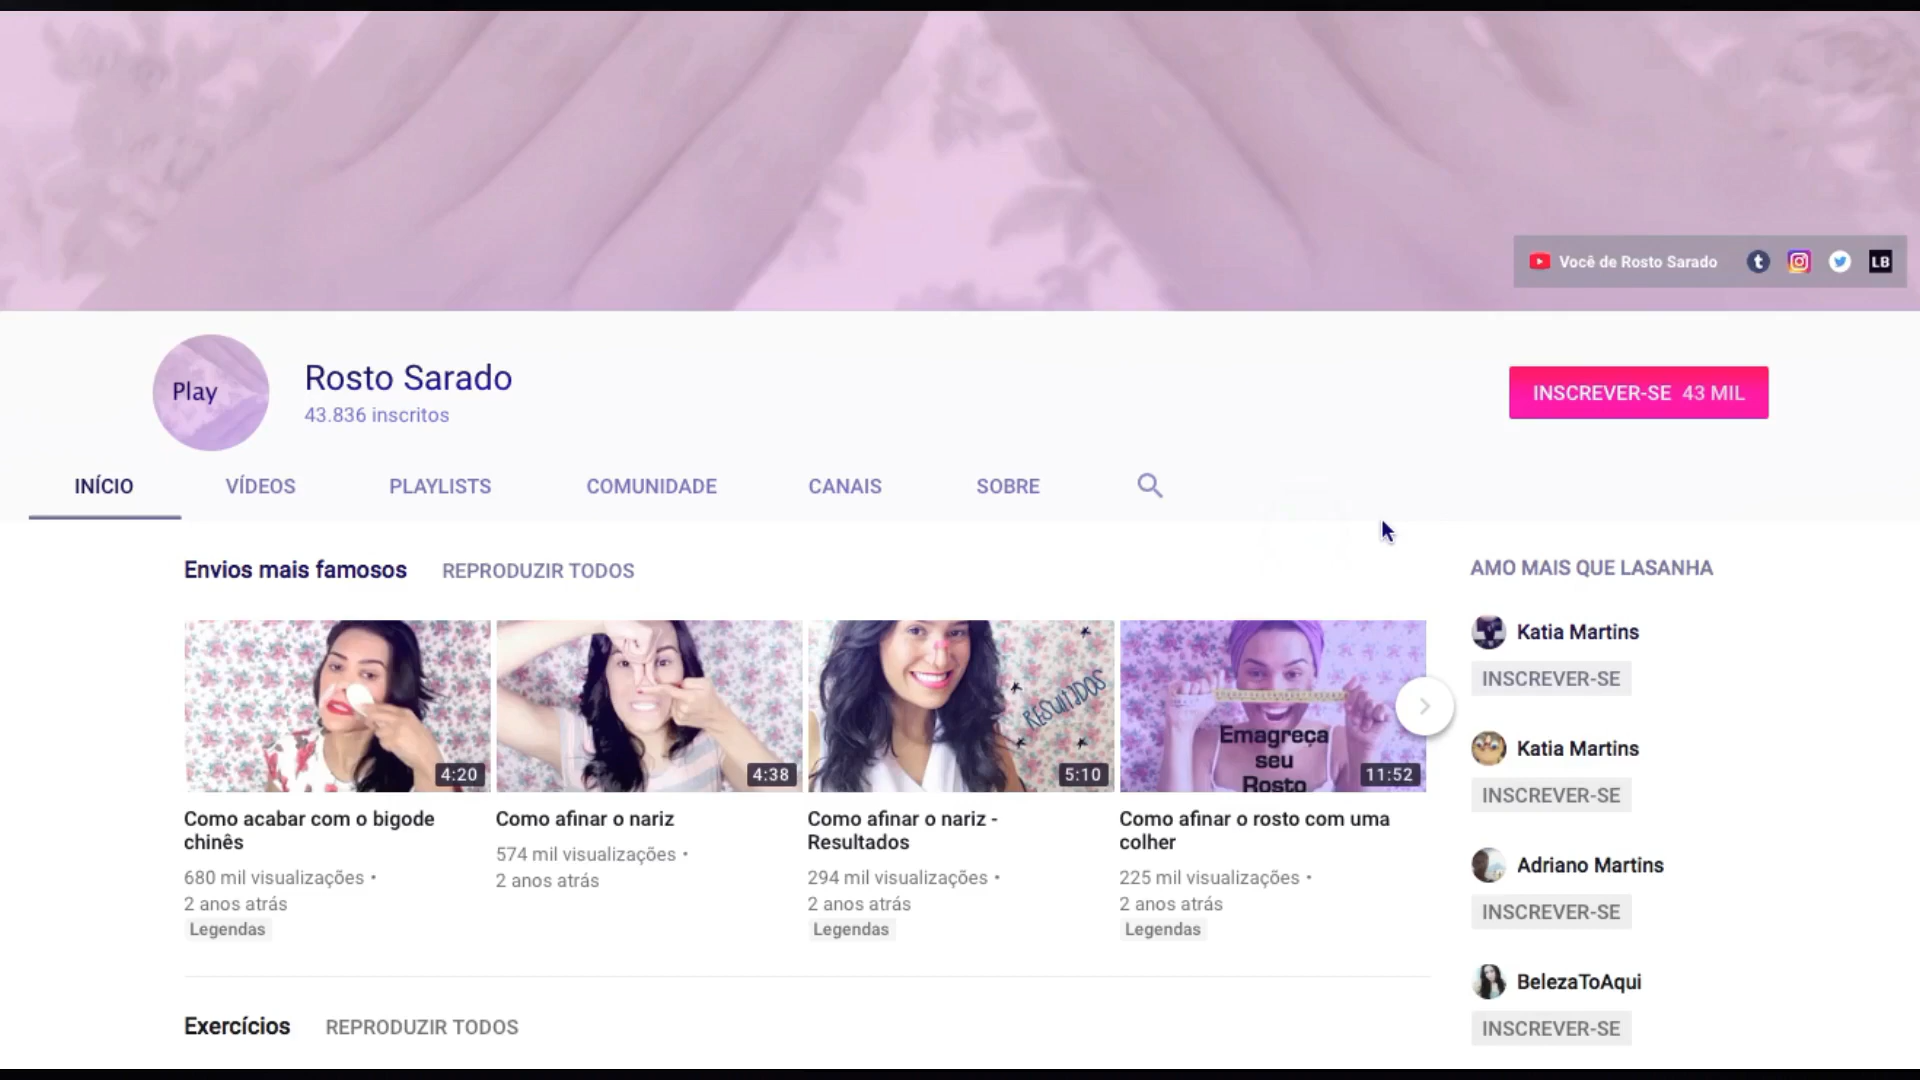 Você de Rosto Sarado
t
LB
Play
Rosto Sarado
43.836 inscritos
INSCREVER-SE 43 MIL
INÍCIO
VÍDEOS
PLAYLISTS
COMUNIDADE
CANAIS
SOBRE
Envios mais famosos
REPRODUZIR TODOS
4:20
Como acabar com o bigode
chinês
680 mil visualizações •
2 anos atrás
Legendas
4:38
Como afinar o nariz
574 mil visualizações •
2 anos atrás
RESULTADOS
5:10
Como afinar o nariz -
Resultados
294 mil visualizações •
2 anos atrás
Legendas
Emagreça
seu
Rosto
11:52
Como afinar o rosto com uma
colher
225 mil visualizações •
2 anos atrás
Legendas
AMO MAIS QUE LASANHA
Katia Martins
INSCREVER-SE
Katia Martins
INSCREVER-SE
Adriano Martins
INSCREVER-SE
BelezaToAqui
INSCREVER-SE
Exercícios
REPRODUZIR TODOS